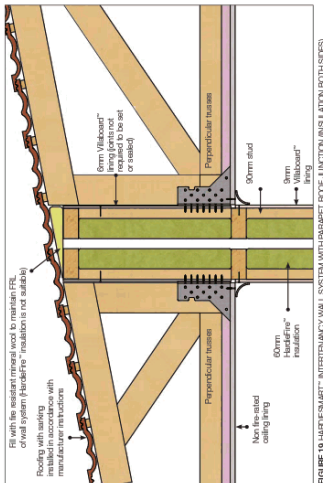 Fill with fire resistant mineral wool to maintain FRL
of wall system (HardieFire™ insulation is not suitable)
Roofing with sarking
installed in accordance with
manufacturer instructions
6mm Villaboard™
lining (joints not
required to be set
or sealed)
Perpendicular trusses
Perpendicular trusses
Non fire-rated
ceiling lining
60mm
HardieFire™
insulation
90mm stud
9mm
Villaboard™
lining
FIGURE 19 HARDIESMART™ INTERTENANCY WALL SYSTEM WITH PARAPET ROOF JUNCTION (INSULATION BOTH SIDES)